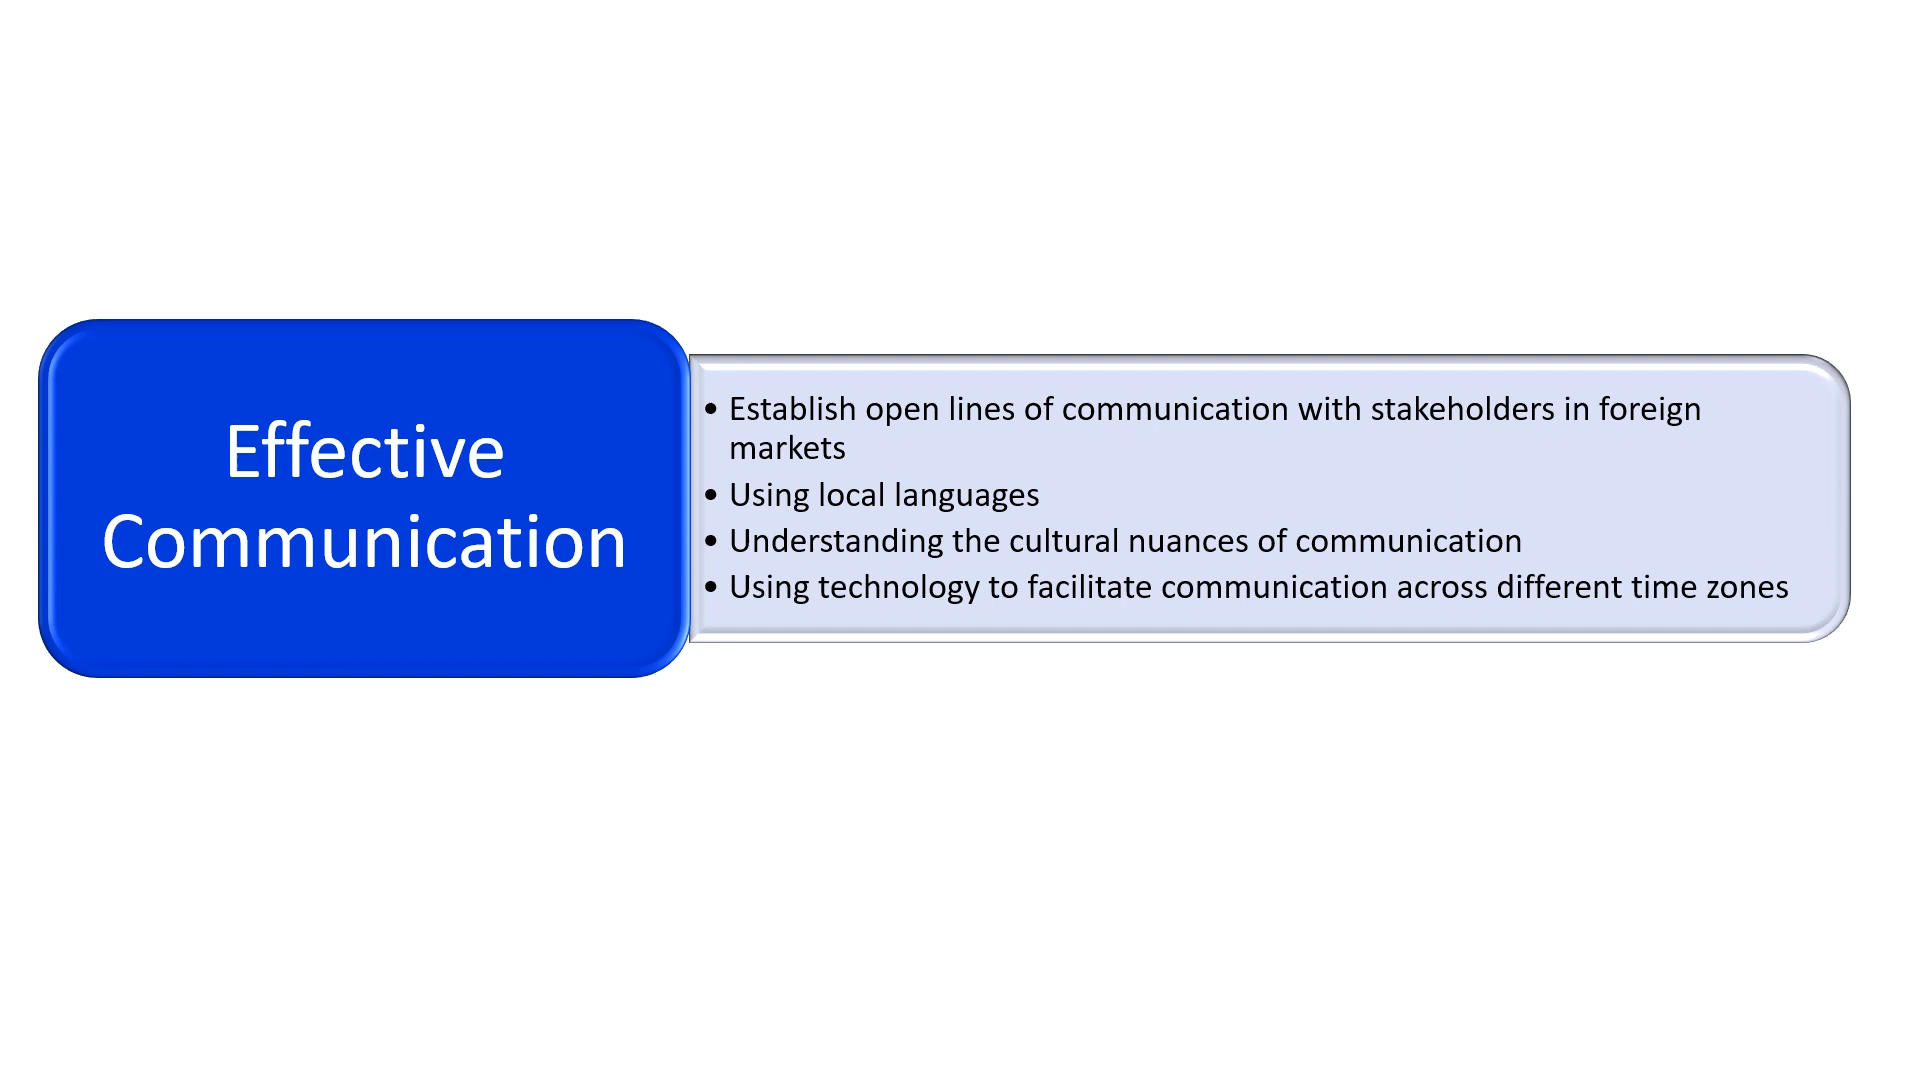 Effective
Communication
• Establish open lines of communication with stakeholders in foreign
markets
• Using local languages
• Understanding the cultural nuances of communication
• Using technology to facilitate communication across different time zones